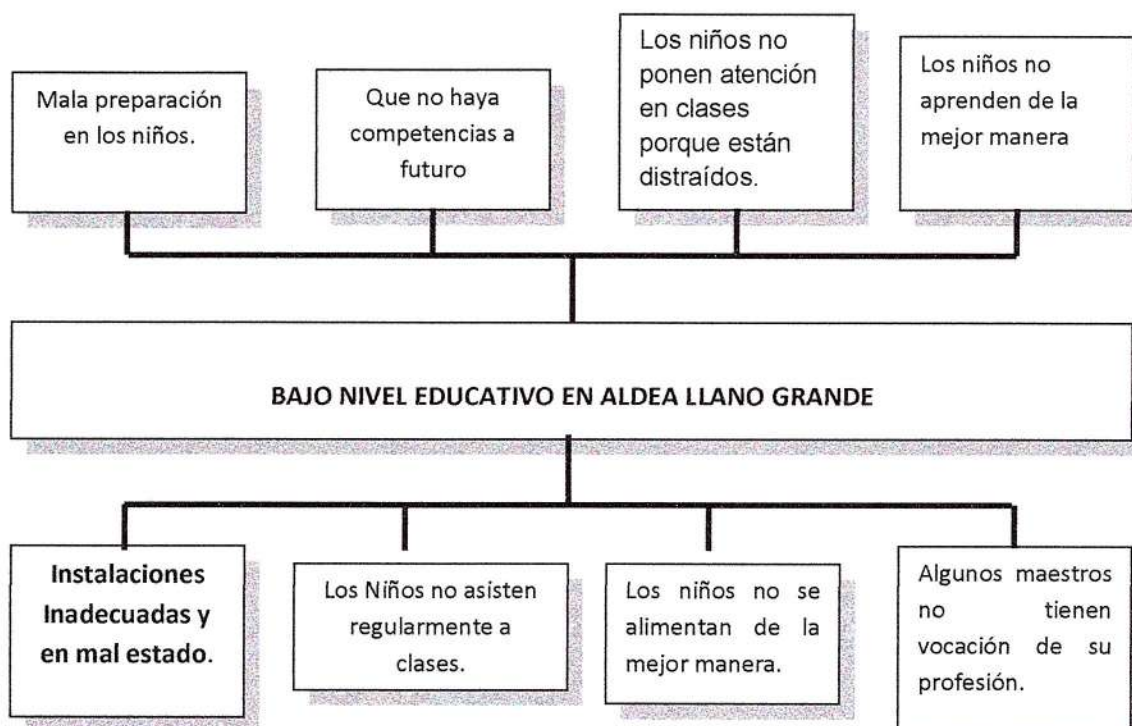 Mala preparación
en los niños.
Que no haya
competencias a
futuro
Los niños no
ponen atención
en clases
porque están
distraídos.
Los niños no
aprenden de la
mejor manera
BAJO NIVEL EDUCATIVO EN ALDEA LLANO GRANDE
Instalaciones
Inadecuadas y
en mal estado.
Los Niños no asisten
regularmente a
clases.
Los niños no se
alimentan de la
mejor manera.
Algunos maestros
no tienen
vocación de su
profesión.